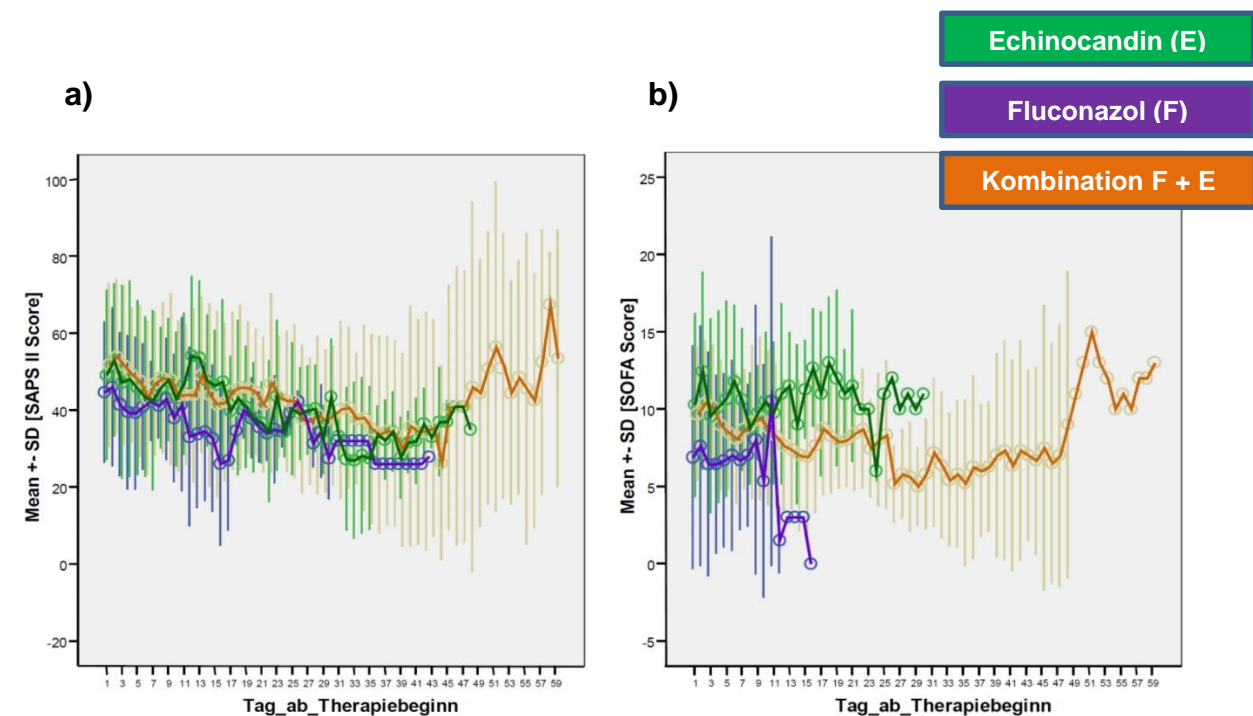 Echinocandin (E)
Fluconazol (F)
Kombination F + E
a)
b)
Mean +- SD [SAPS II Score]
100
80
60
40
20
0
-20
1 3 5 7 9 11 13 15 17 19 21 23 25 27 29 31 33 35 37 39 41 43 45 47 49 51 53 55 57 59
Tag_ab_Therapiebeginn
Mean +- SD [SOFA Score]
25
20
15
10
5
0
-5
1 3 5 7 9 11 13 15 17 19 21 23 25 27 29 31 33 35 37 39 41 43 45 47 49 51 53 55 57 59
Tag_ab_Therapiebeginn